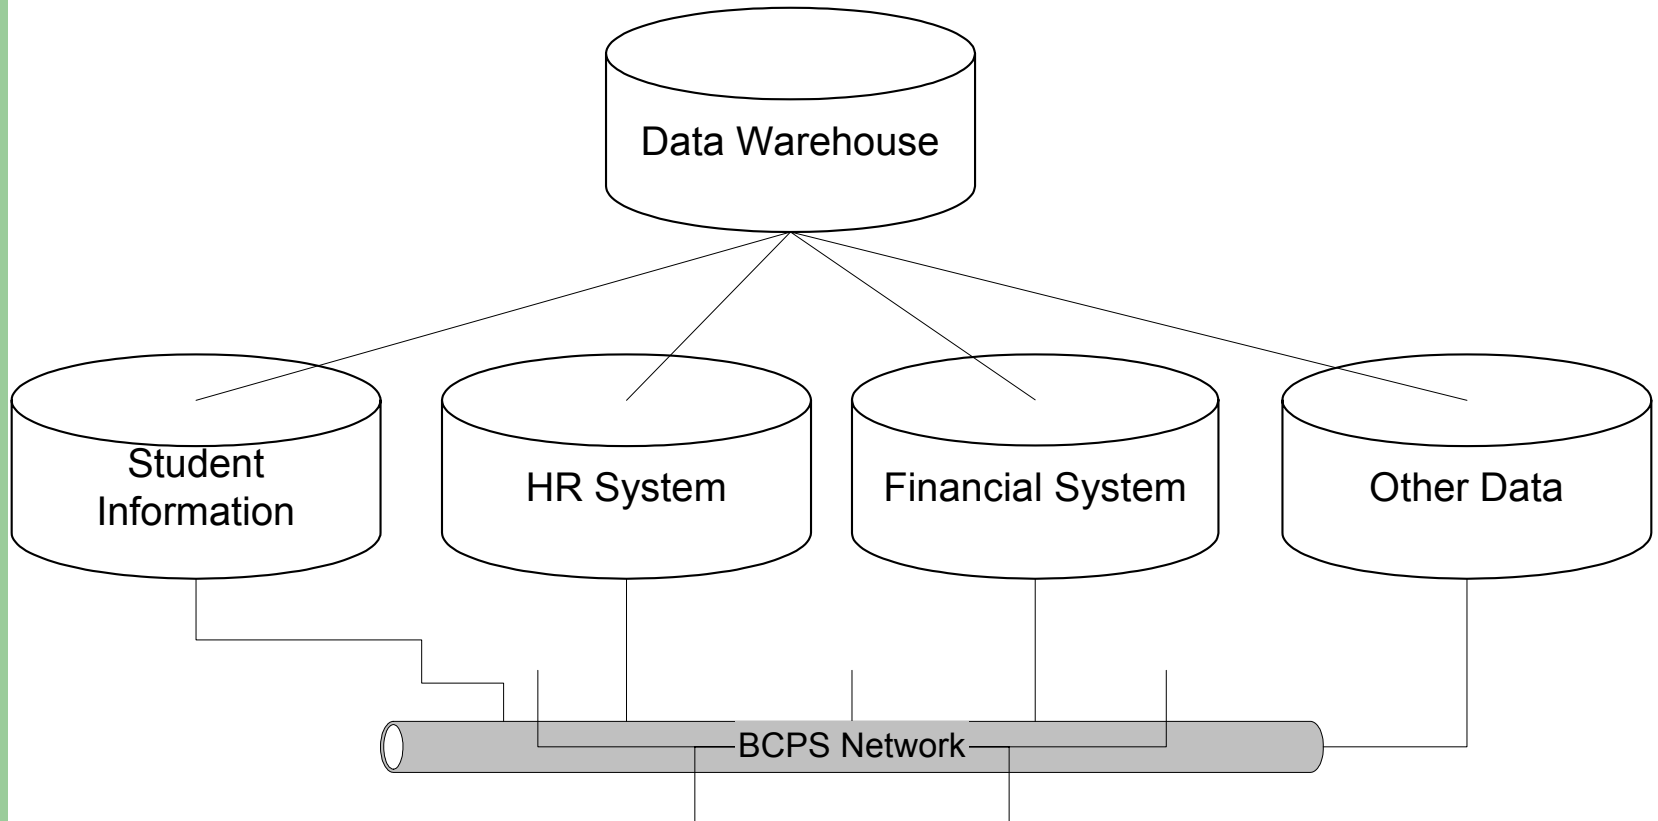 Data Warehouse
Student
Information
HR System
Financial System
Other Data
BCPS Network